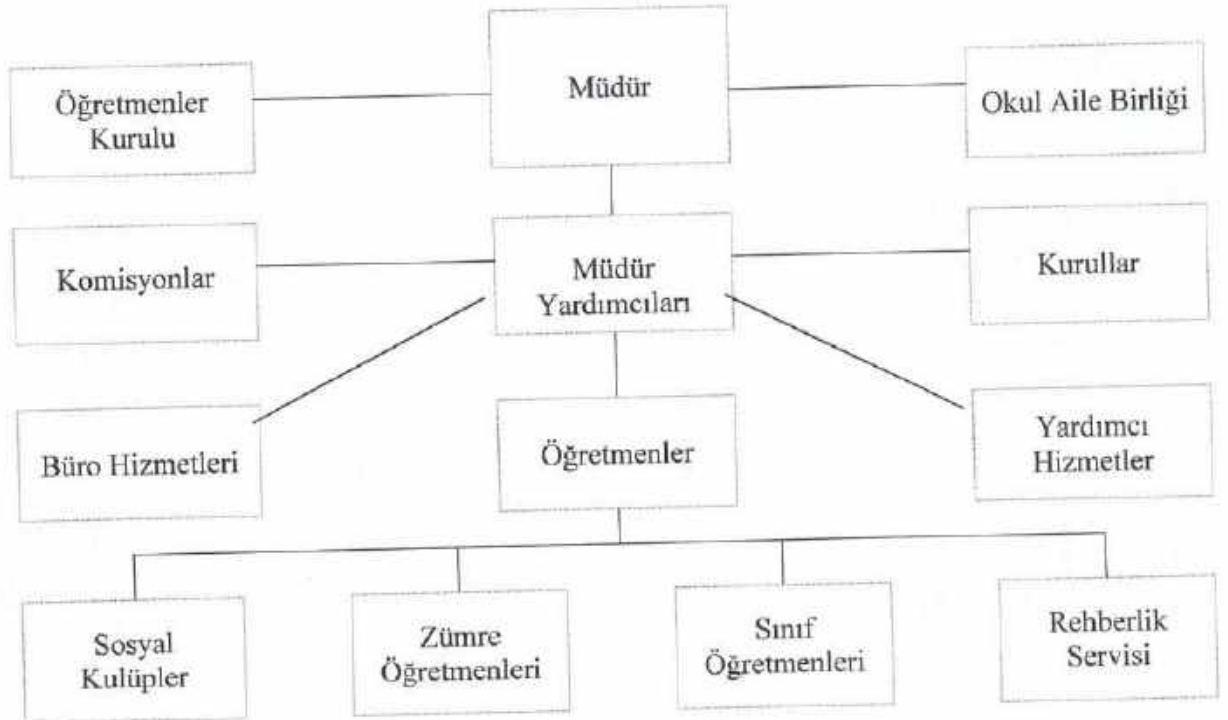 Müdür
Öğretmenler
Kurulu
Okul Aile Birliği
Komisyonlar
Müdür
Yardımcıları
Kurullar
Büro Hizmetleri
Öğretmenler
Yardımcı
Hizmetler
Sosyal
Kulüpler
Zümre
Öğretmenleri
Sınıf
Öğretmenleri
Rehberlik
Servisi